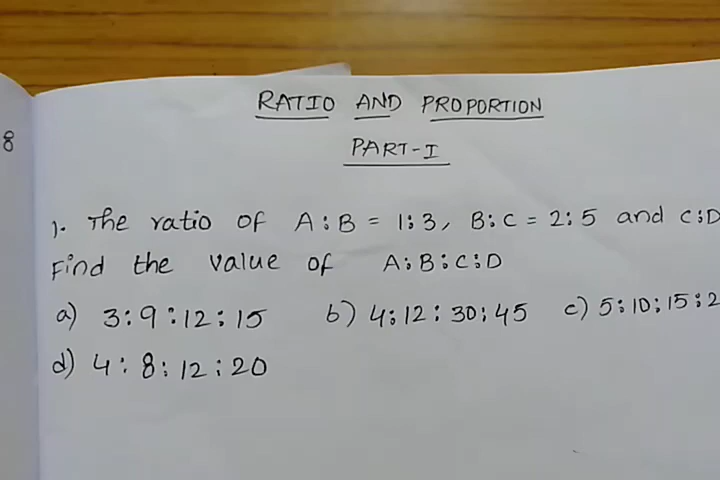 8
RATIO AND PROPORTION
PART-I
1. The ratio of A:B = 1:3, B:C = 2:5 and C:D
Find the value of A:B:C:D
a) 3:9:12:15 b) 4:12:30:45 c) 5:10:15:2
d) 4:8:12:20